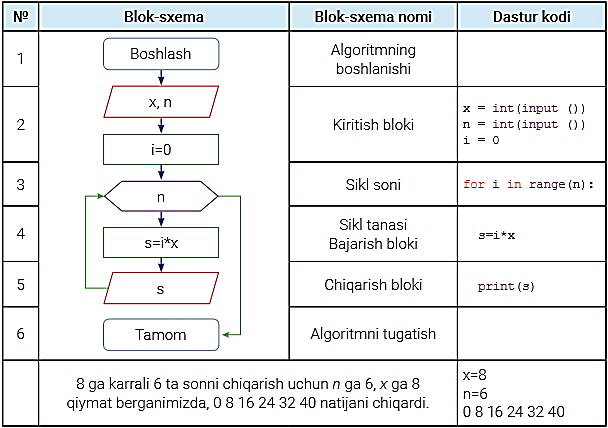 № Blok-sxema Blok-sxema nomi Dastur kodi
1 Boshlash Algoritmning
boshlanishi
2 x, n
i=0 Kiritish bloki x = int(input ())
n = int(input ())
i = 0
3 n Sikl soni for i in range(n):
4 s=i*x Sikl tanasi
Bajarish bloki s=i*x
5 s Chiqarish bloki print(s)
6 Tamom Algoritmni tugatish
8 ga karrali 6 ta sonni chiqarish uchun n ga 6, x ga 8
qiymat berganimizda, 0 8 16 24 32 40 natijani chiqardi.
x=8
n=6
0 8 16 24 32 40